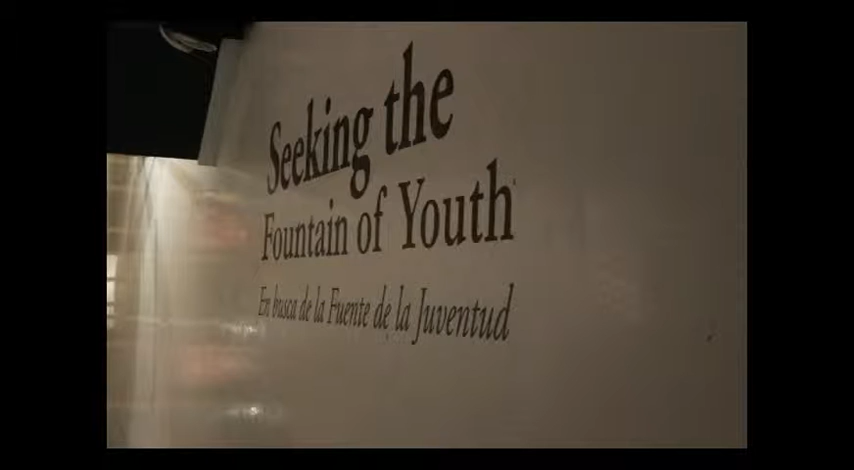 Seeking the
Fountain of Youth
En busca de la Fuente de la Juventud